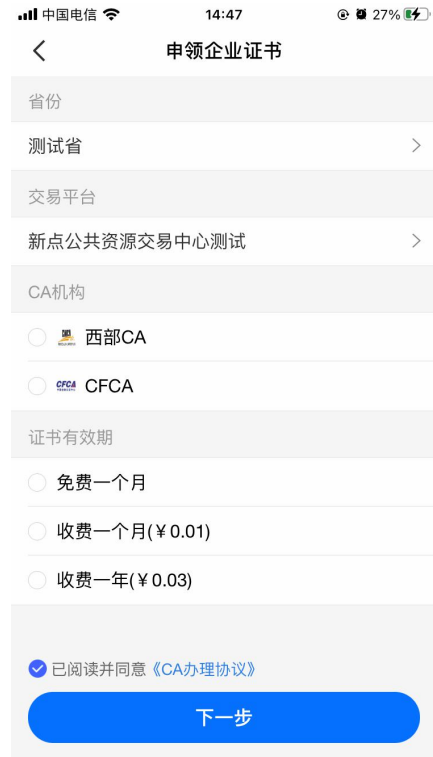 中国电信 14:47 27%
申领企业证书
省份
测试省
交易平台
新点公共资源交易中心测试
CA机构
西部CA
CFCA CFCA
证书有效期
免费一个月
收费一个月(¥0.01)
收费一年(¥0.03)
已阅读并同意《CA办理协议》
下一步